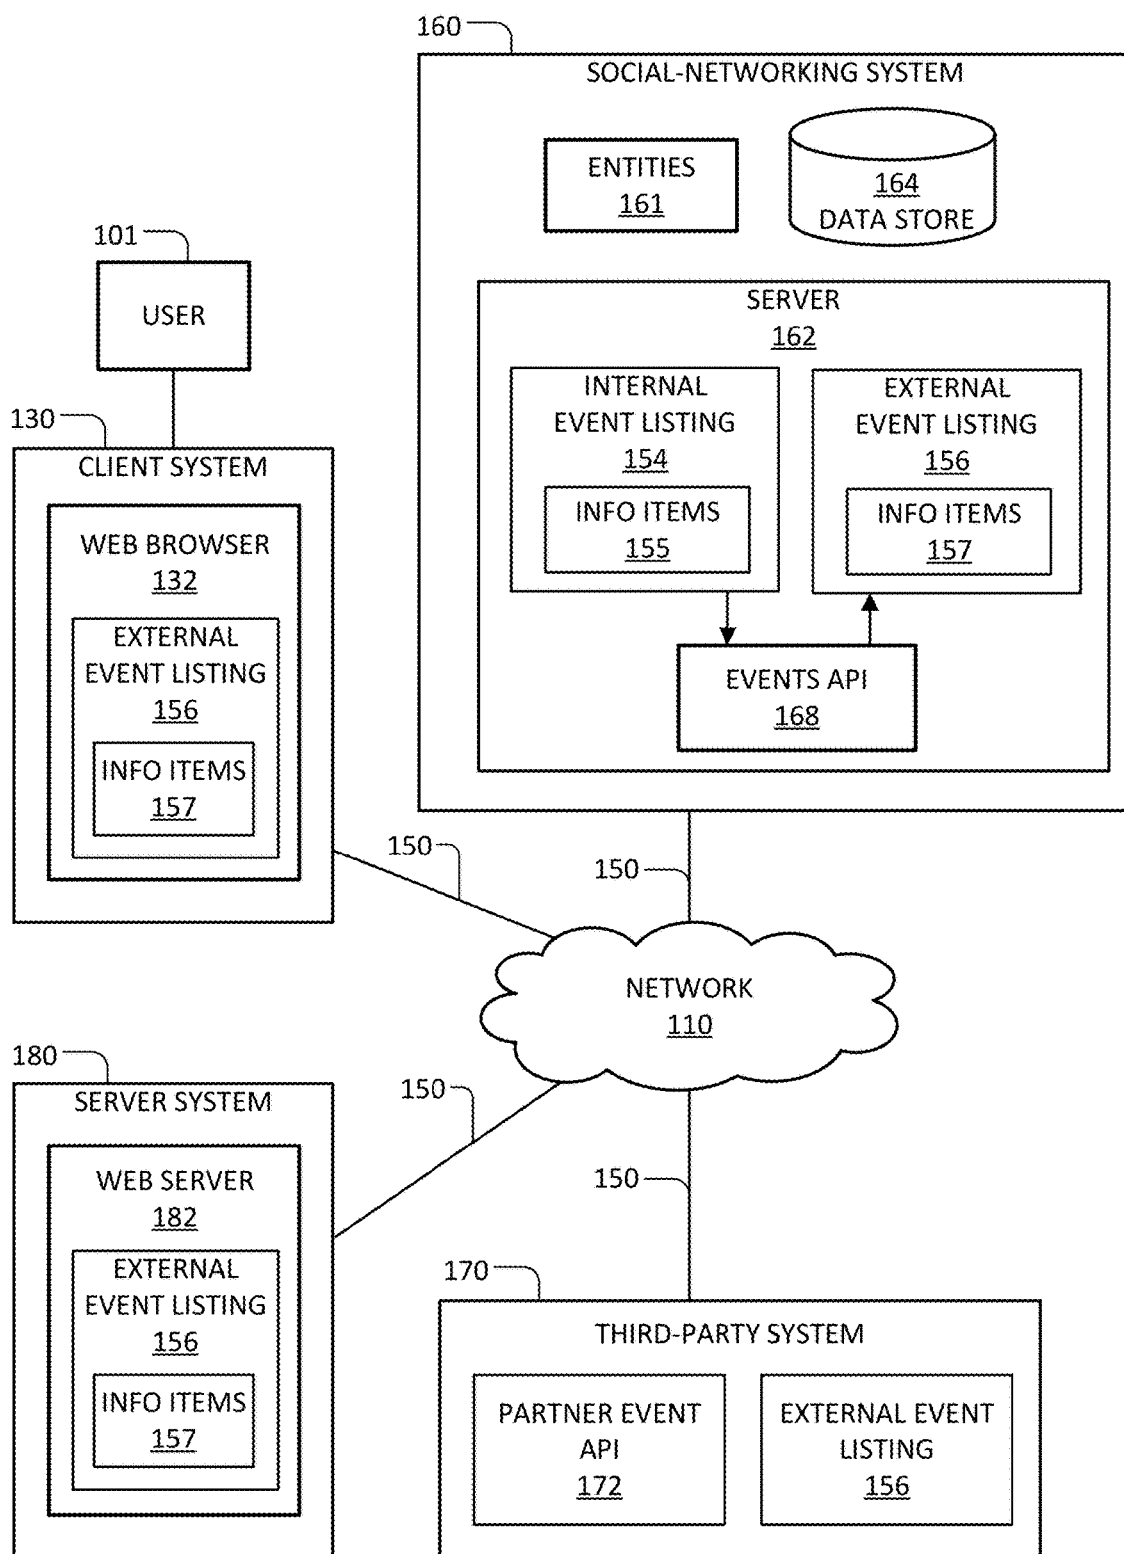 160
SOCIAL-NETWORKING SYSTEM
ENTITIES
161
164
DATA STORE
101
USER
SERVER
162
INTERNAL
EVENT LISTING
154
INFO ITEMS
155
EXTERNAL
EVENT LISTING
156
INFO ITEMS
157
EVENTS API
168
130
CLIENT SYSTEM
WEB BROWSER
132
EXTERNAL
EVENT LISTING
156
INFO ITEMS
157
150
150
NETWORK
110
180
SERVER SYSTEM
WEB SERVER
182
EXTERNAL
EVENT LISTING
156
INFO ITEMS
157
150
150
170
THIRD-PARTY SYSTEM
PARTNER EVENT
API
172
EXTERNAL EVENT
LISTING
156